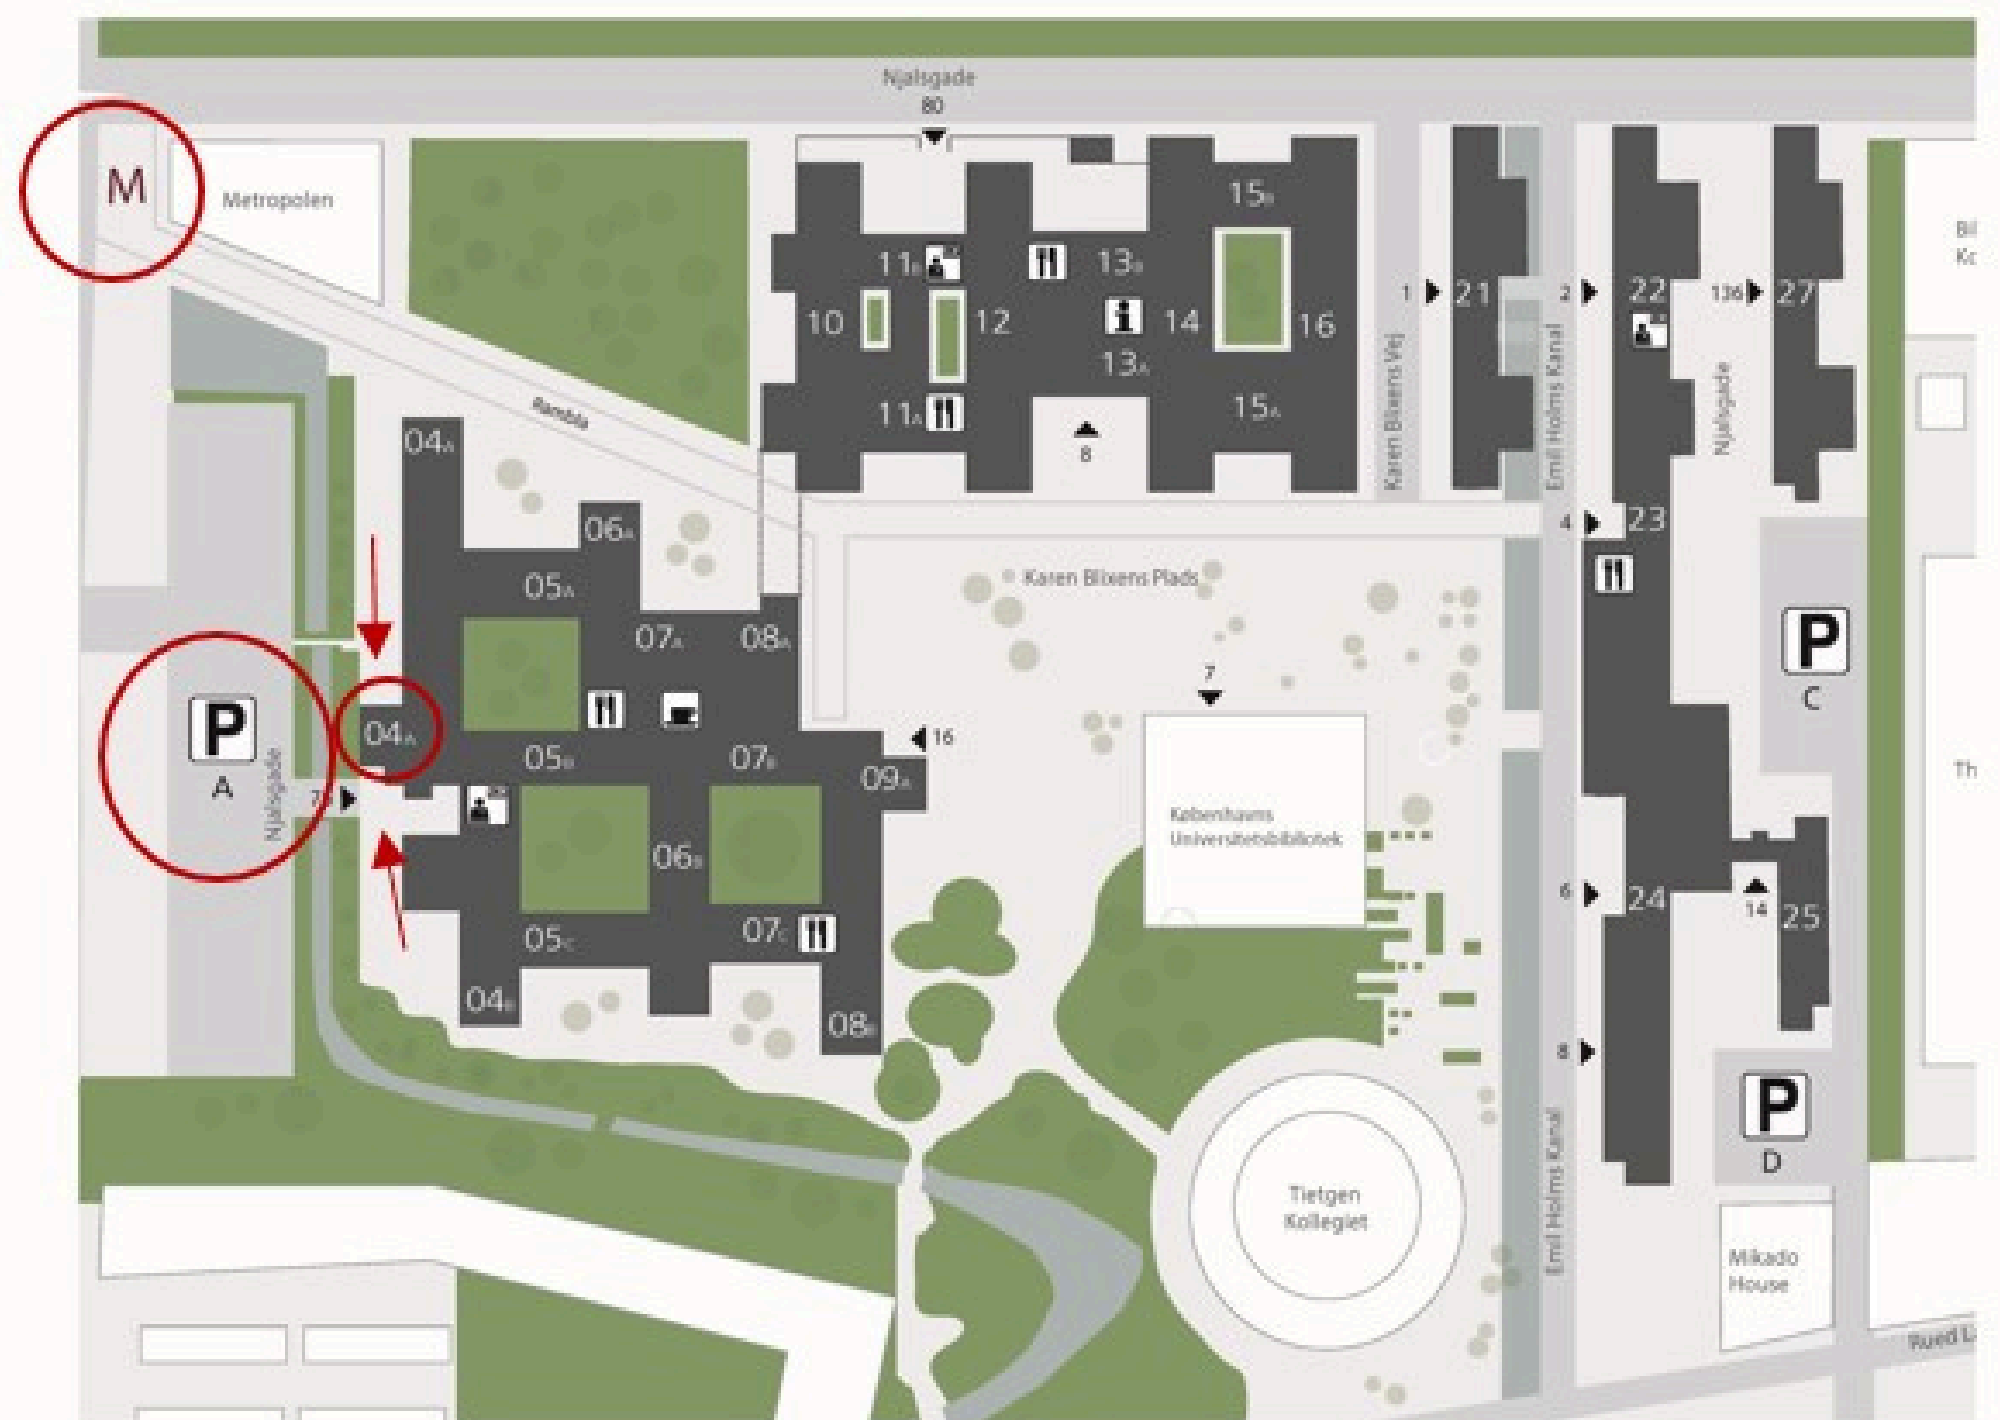 Njalsgade
80
M
Metropolen
15B
11B
13B
1
21
2
22
136
27
10
12
14
16
13A
11A
15A
8
Karen Blixens Vej
Emil Holms Kanal
Njalsgade
Rambla
04A
06A
4
23
05A
Karen Blixens Plads
07A
08A
P
C
7
P
A
Njalsgade
04A
16
05B
07B
09A
Københavns
Universitetsbibliotek
06B
6
24
14
25
05C
07C
04B
08B
8
P
D
Emil Holms Kanal
Tietgen
Kollegiet
Mikado
House